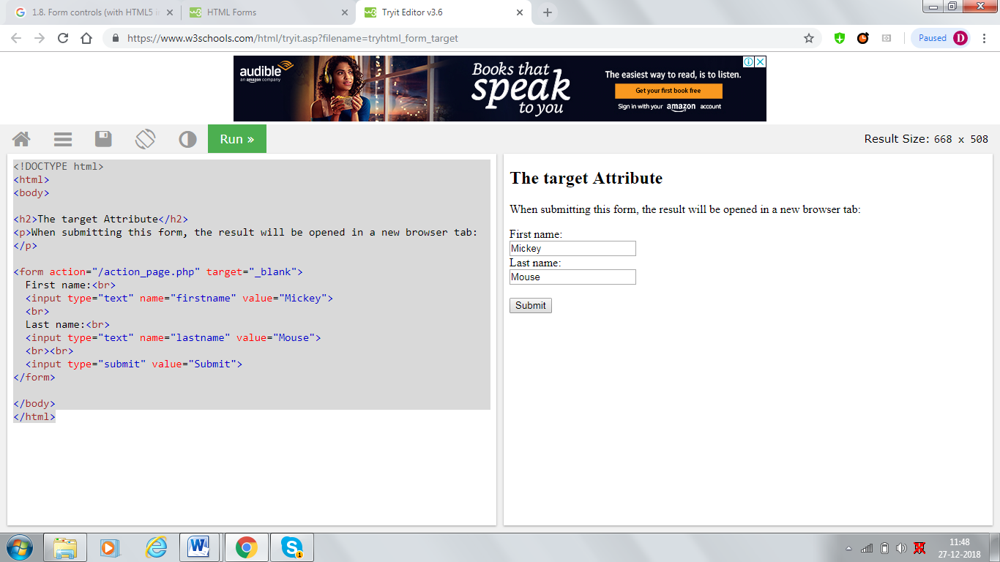 1.8. Form controls (with HTML5 in
HTML Forms
Tryit Editor v3.6
https://www.w3schools.com/html/tryit.asp?filename=tryhtml_form_target
Paused
D
audible
an amazon company
Books that
speak
to you
The easiest way to read, is to listen.
Get your first book free
Sign in with your amazon account
Run »
Result Size: 668 x 508
<!DOCTYPE html>
<html>
<body>
<h2>The target Attribute</h2>
<p>When submitting this form, the result will be opened in a new browser tab:
</p>
<form action="/action_page.php" target="_blank">
First name:<br>
<input type="text" name="firstname" value="Mickey">
<br>
Last name:<br>
<input type="text" name="lastname" value="Mouse">
<br><br>
<input type="submit" value="Submit">
</form>
</body>
</html>
The target Attribute
When submitting this form, the result will be opened in a new browser tab:
First name:
Mickey
Last name:
Mouse
Submit
1
11:48
27-12-2018